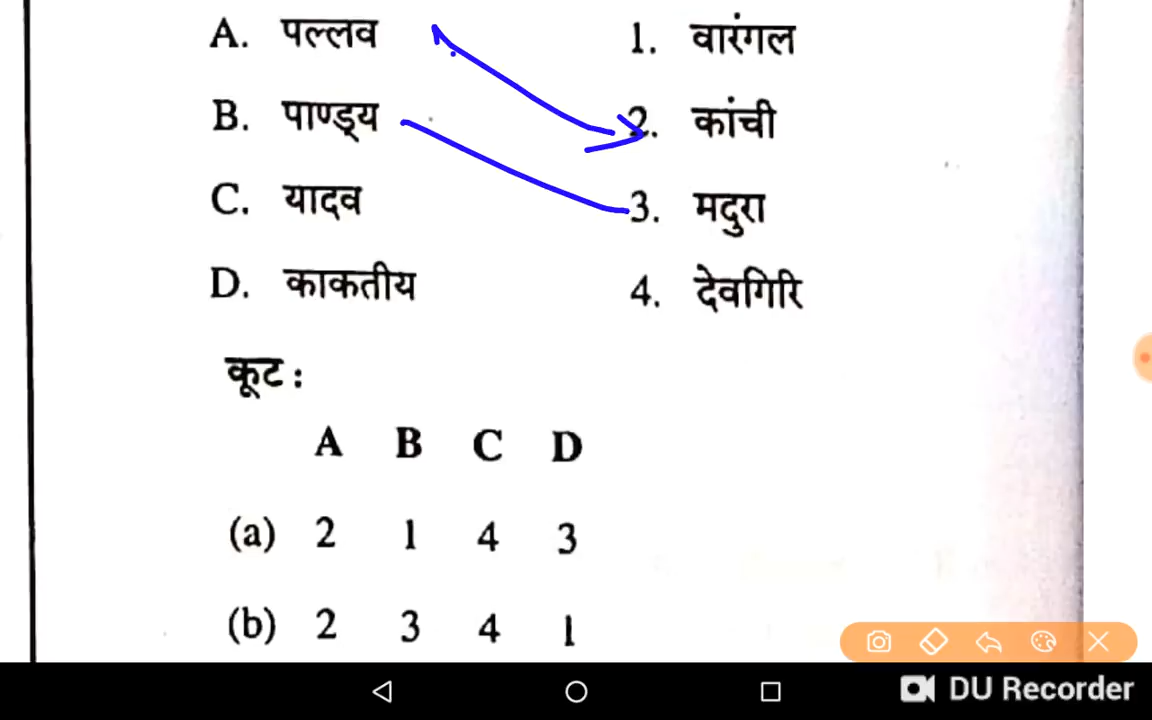 A. पल्लव 1. वारंगल
B. पाण्ड्य 2. कांची
C. यादव 3. मदुरा
D. काकतीय 4. देवगिरि
कूट :
A B C D
(a) 2 1 4 3
(b) 2 3 4 1
DU Recorder